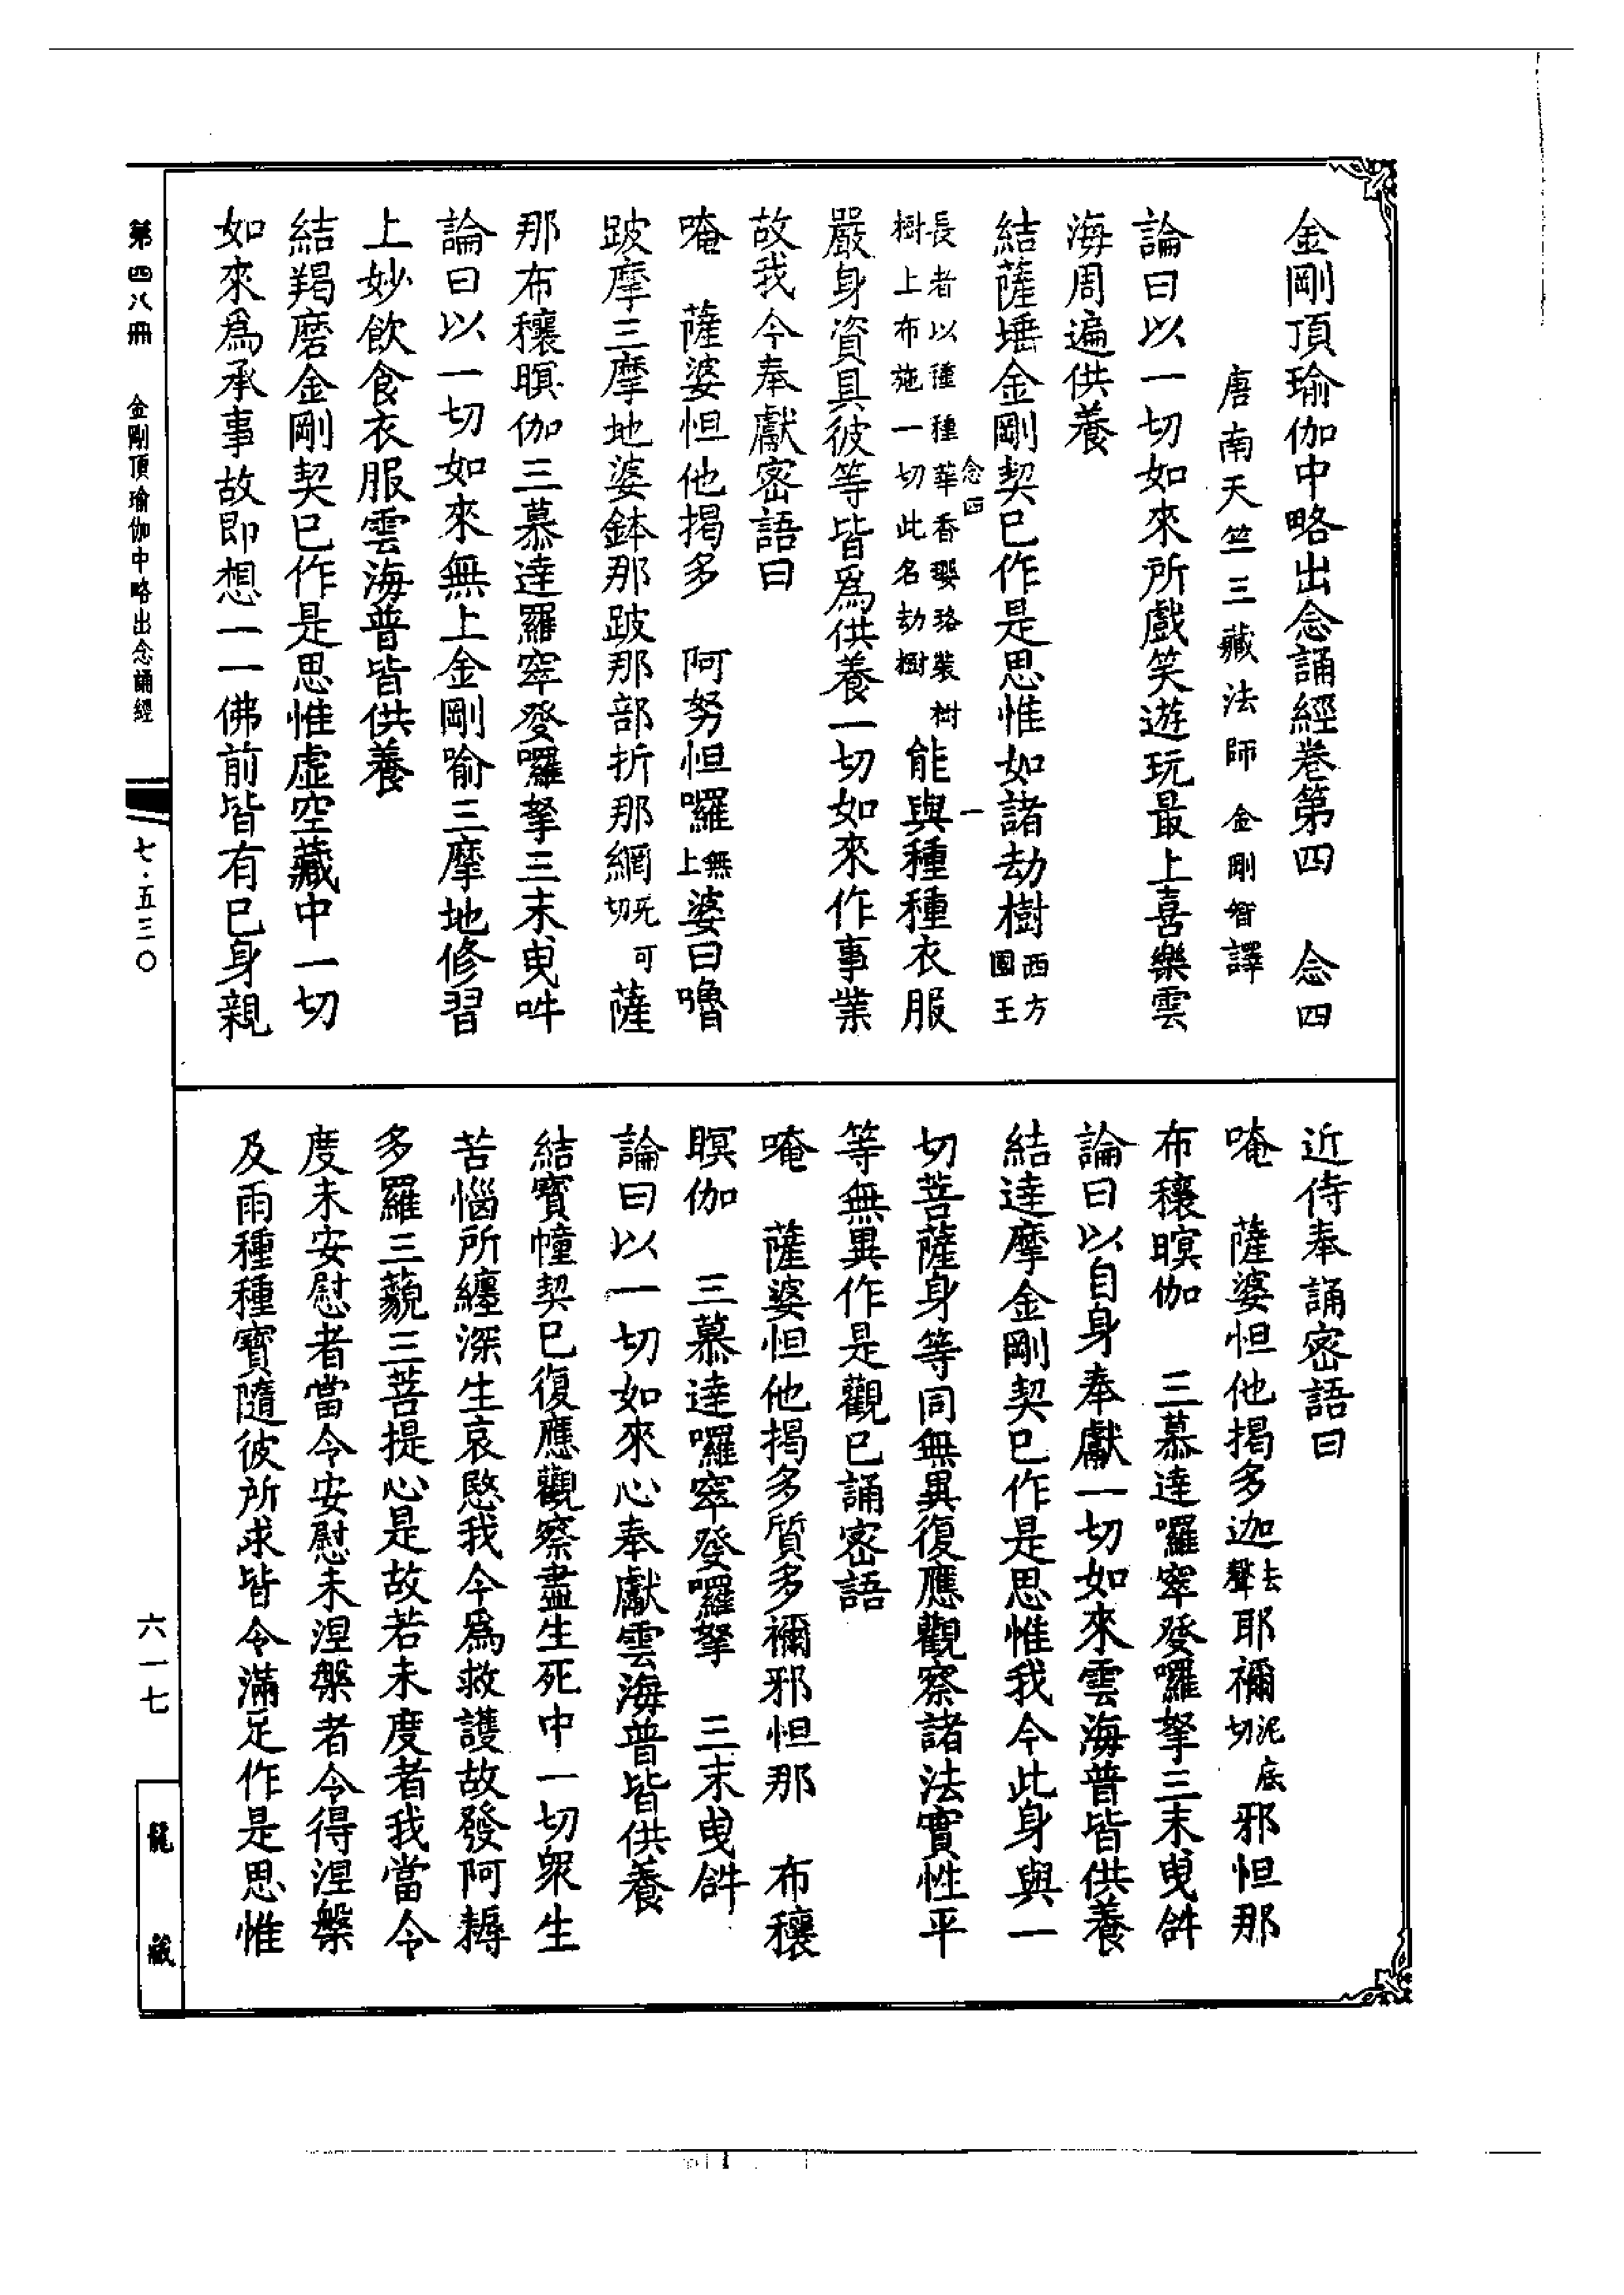 金剛頂瑜伽中略出念誦經卷第四　念四
唐南天竺三藏法師金剛智譯
論曰以一切如來所戲笑遊玩最上喜樂雲
海周遍供養
結薩埵金剛契已作是思惟如諸劫樹西方國王
念四
一
長者以種種華香瓔珞裝樹樹上布施一切此名劫樹能與種種衣服
嚴身資具彼等皆爲供養一切如來作事業
故我今奉獻密語曰
唵　薩婆怛他揭多　阿努怛囉無上婆曰嚕
跛摩三摩地婆鉢那跛那部折那網无可切薩
那布穰暝伽三慕達羅窣發囉拏三末曳吽
論曰以一切如來無上金剛喻三摩地修習
上妙飲食衣服雲海普皆供養
結羯磨金剛契已作是思惟虛空藏中一切
如來爲承事故即想一一佛前皆有已身親
近侍奉誦密語曰
唵　薩婆怛他揭多迦去聲耶禰泥底切邪怛那
布穰暝伽　三慕達囉窣發囉拏三末曳𤙖
論曰以自身奉獻一切如來雲海普皆供養
結達摩金剛契已作是思惟我今此身與一
切菩薩身等同無異復應觀察諸法實性平
等無異作是觀已誦密語
唵　薩婆怛他揭多質多禰邪怛那　布穰
暝伽　三慕達囉窣發囉拏　三末曳𤙖
論曰以一切如來心奉獻雲海普皆供養
結寶幢契已復應觀察盡生死中一切衆生
苦惱所纏深生哀愍我今爲救護故發阿耨
多羅三藐三菩提心是故若未度者我當令
度未安慰者當令安慰未涅槃者令得涅槃
及雨種種寶隨彼所求皆令滿足作是思惟
第四八冊　金剛頂瑜伽中略出念誦經
七·五三〇
六一七
龍藏